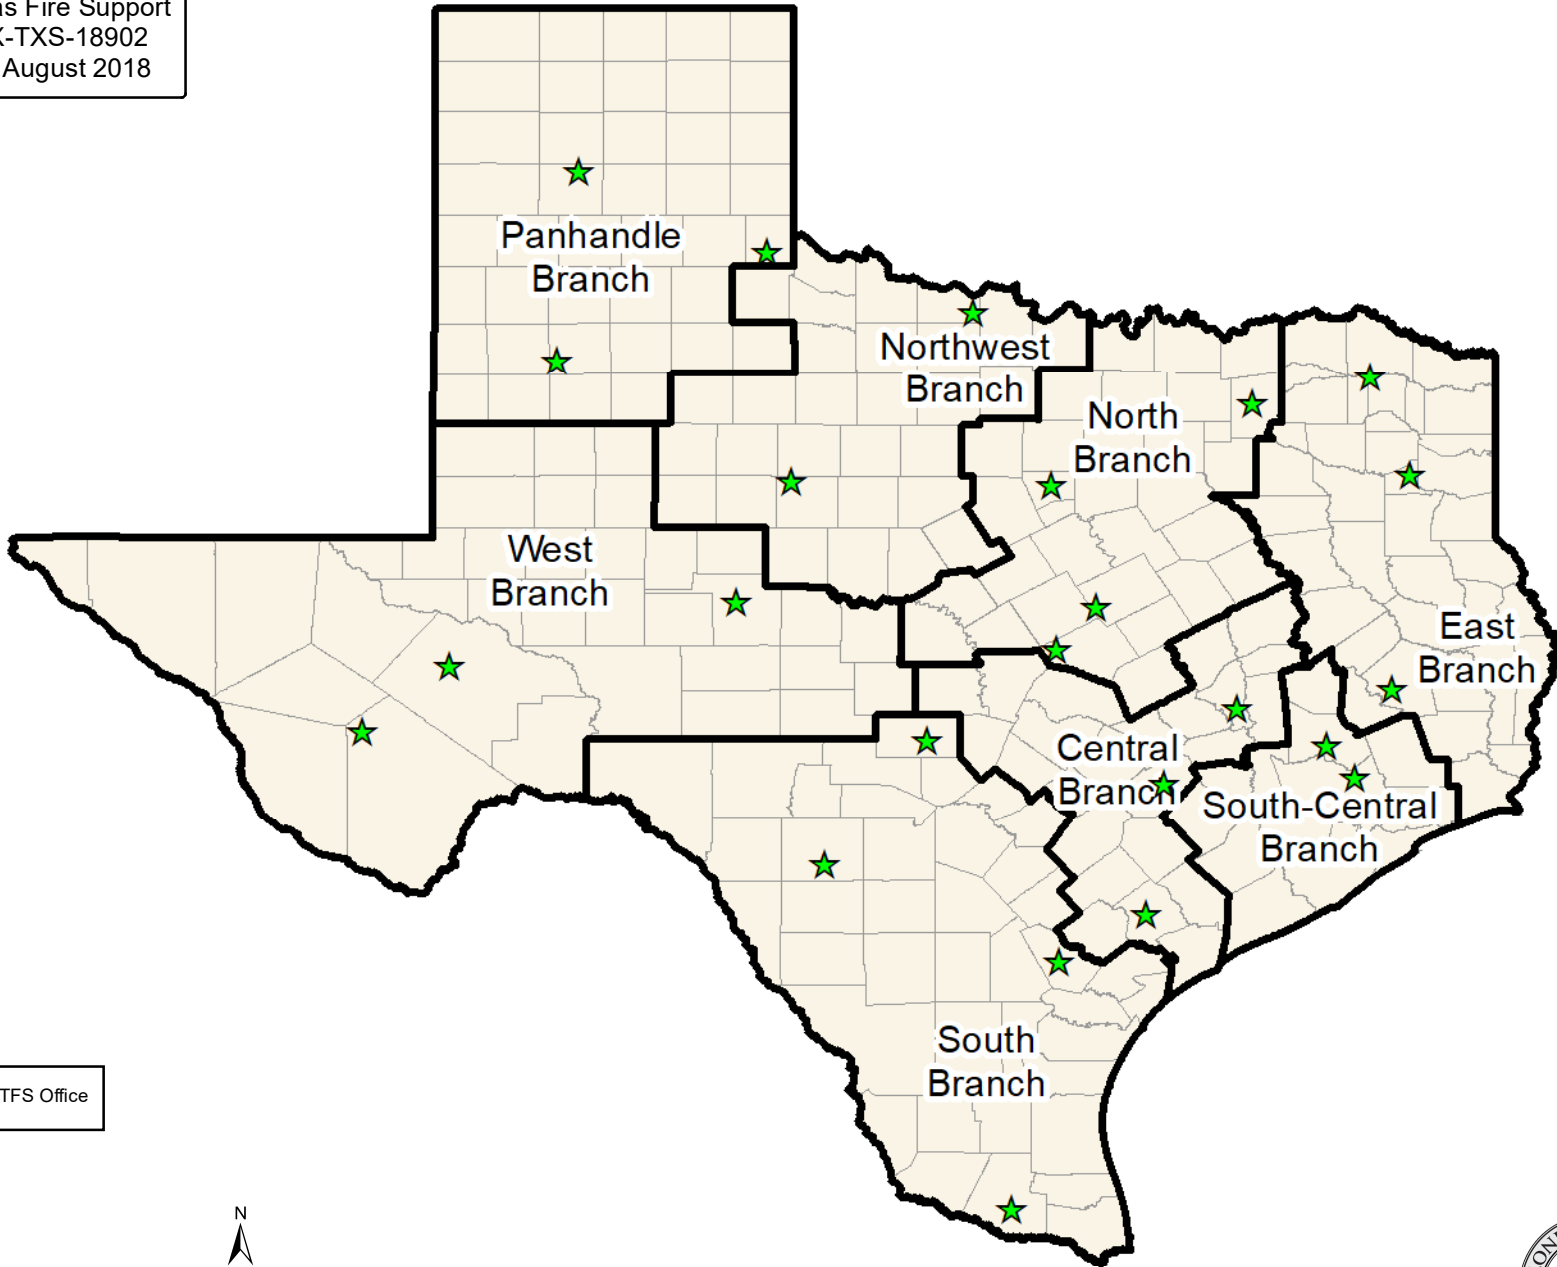 Fire Support
-TXS-18902
August 2018
Panhandle
Branch
Northwest
Branch
North
Branch
West
Branch
East
Branch
Central
Branch
South-Central
Branch
South
Branch
TFS Office
N